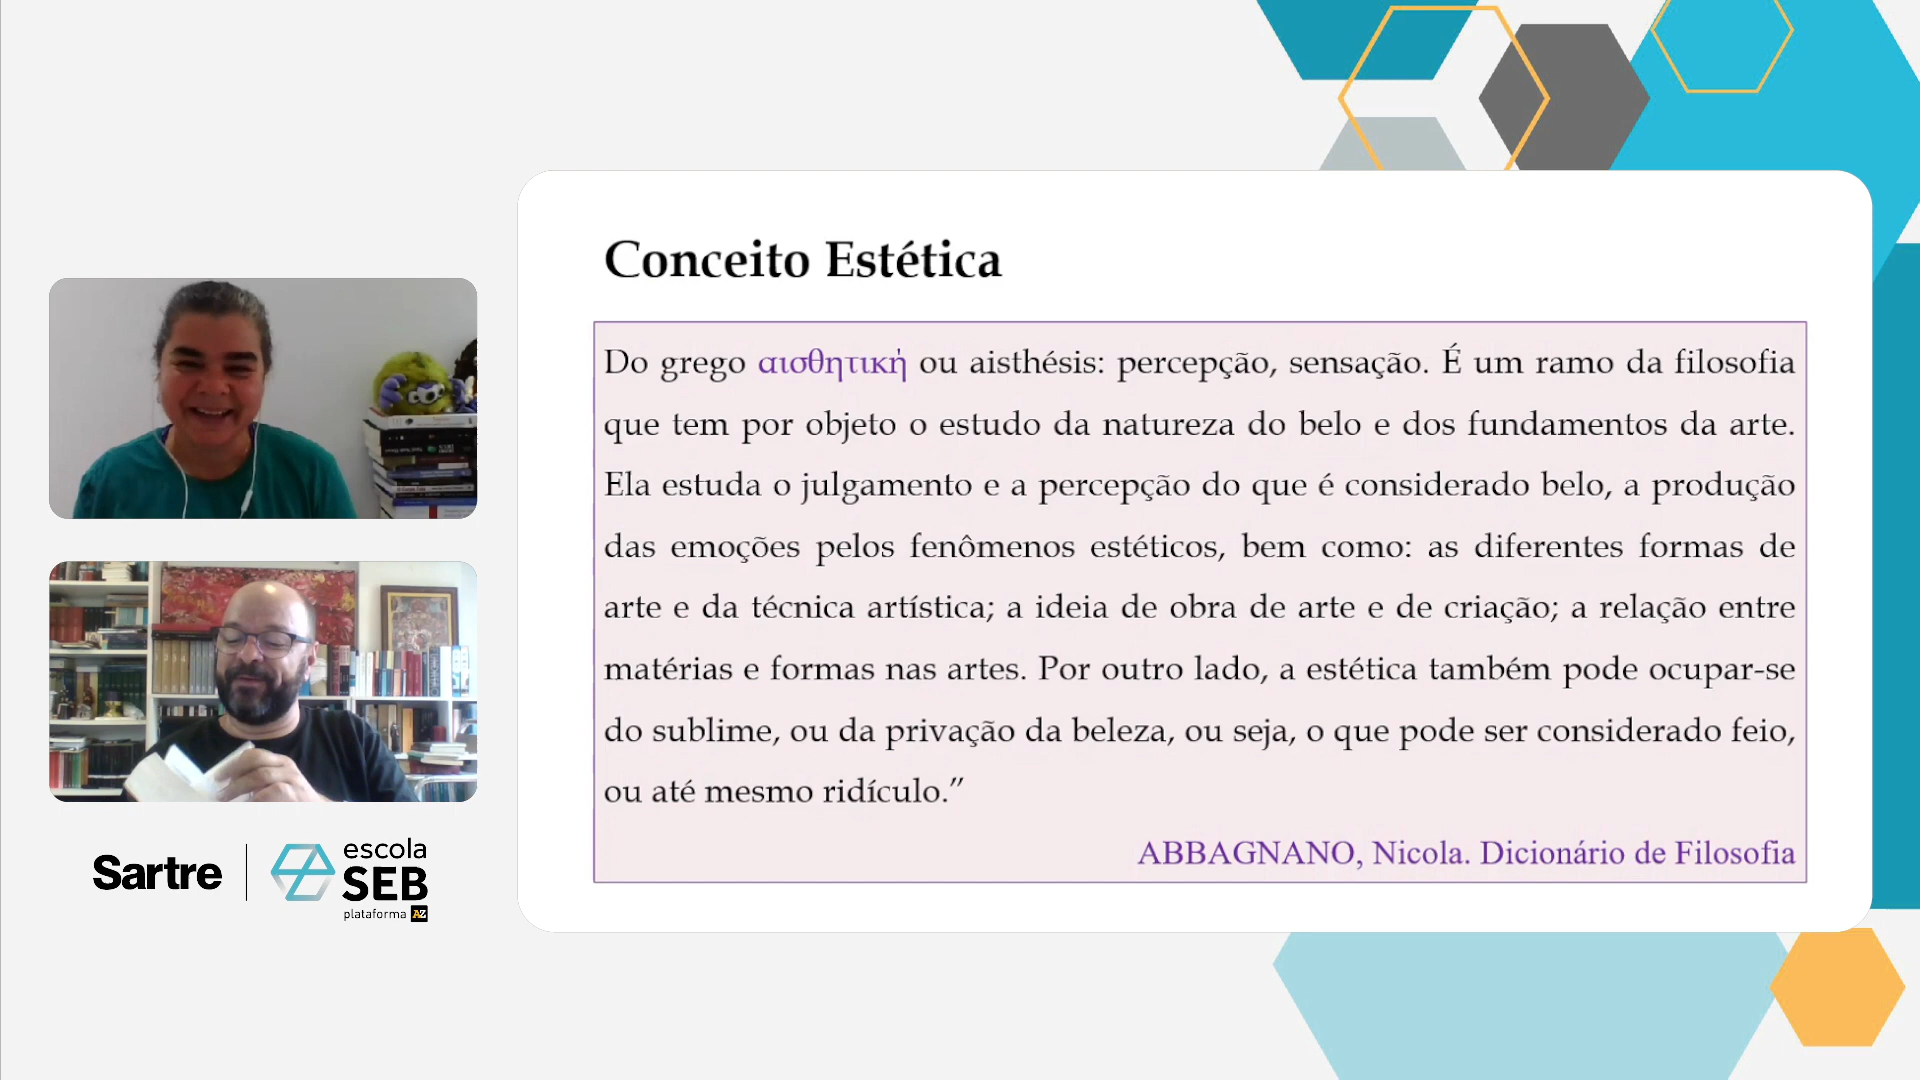 Conceito Estética
Do grego αισθητική ou aisthésis: percepção, sensação. É um ramo da filosofia
que tem por objeto o estudo da natureza do belo e dos fundamentos da arte.
Ela estuda o julgamento e a percepção do que é considerado belo, a produção
das emoções pelos fenômenos estéticos, bem como: as diferentes formas de
arte e da técnica artística; a ideia de obra de arte e de criação; a relação entre
matérias e formas nas artes. Por outro lado, a estética também pode ocupar-se
do sublime, ou da privação da beleza, ou seja, o que pode ser considerado feio,
ou até mesmo ridículo.”
ABBAGNANO, Nicola. Dicionário de Filosofia
Sartre
escola
SEB
plataforma AZ